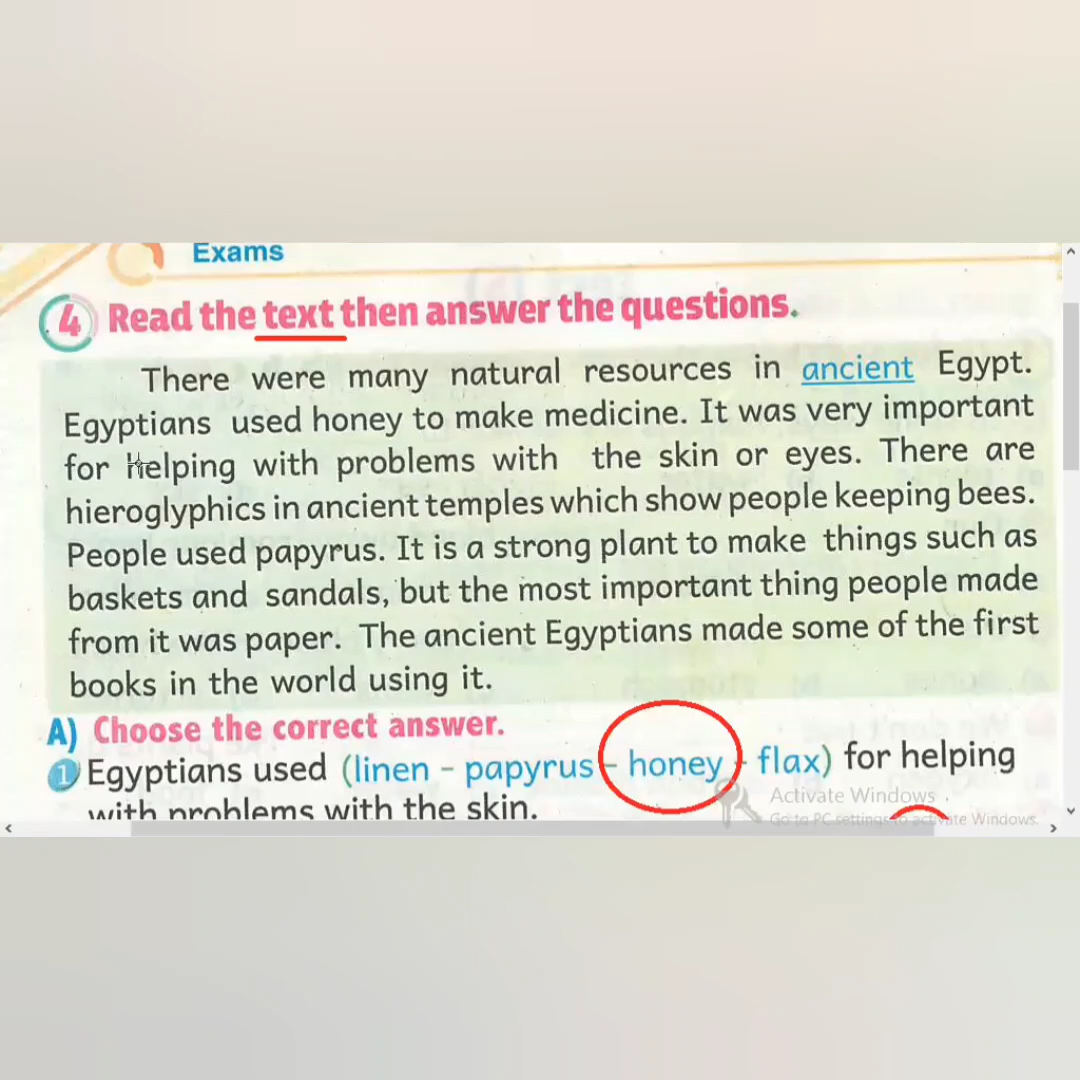 Exams
4 Read the text then answer the questions.
There were many natural resources in ancient Egypt.
Egyptians used honey to make medicine. It was very important
for helping with problems with the skin or eyes. There are
hieroglyphics in ancient temples which show people keeping bees.
People used papyrus. It is a strong plant to make things such as
baskets and sandals, but the most important thing people made
from it was paper. The ancient Egyptians made some of the first
books in the world using it.
A) Choose the correct answer.
1 Egyptians used (linen - papyrus - honey - flax) for helping
with problems with the skin.
Activate Windows
Go to PC settings to activate Windows.